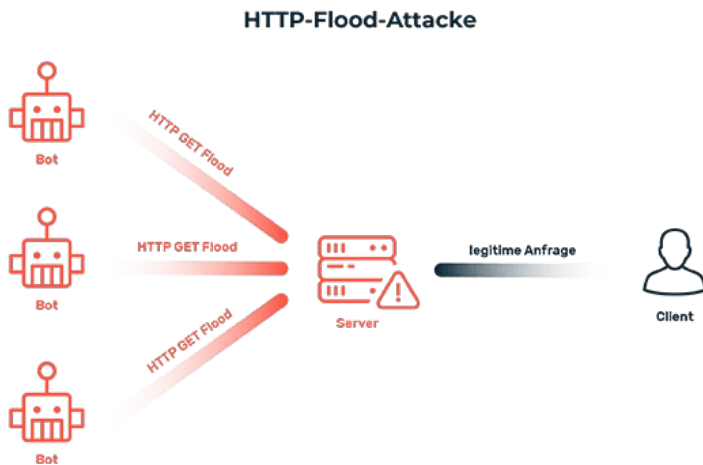 HTTP-Flood-Attacke
Bot
HTTP GET Flood
Bot
HTTP GET Flood
Bot
HTTP GET Flood
Server
legitime Anfrage
Client